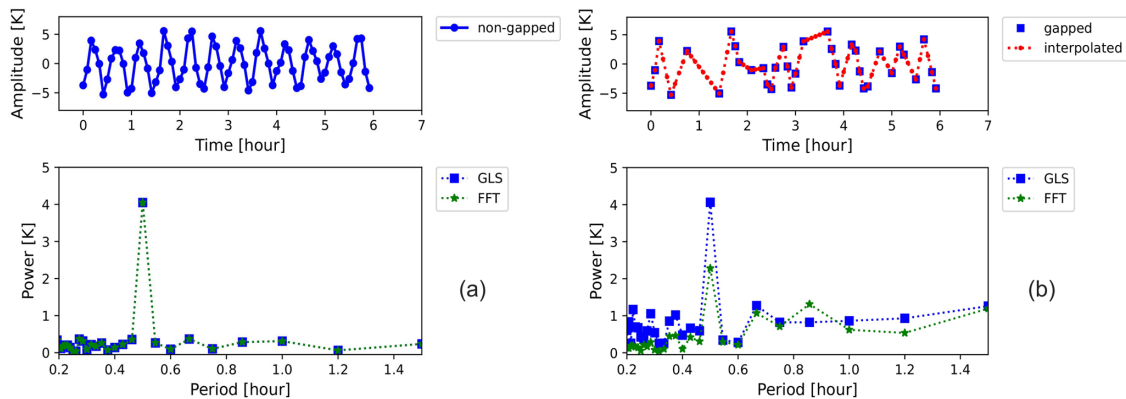 Amplitude [K]
5
0
−5
0 1 2 3 4 5 6 7
Time [hour]
non-gapped
Power [K]
5
4
3
2
1
0
0.2 0.4 0.6 0.8 1.0 1.2 1.4
Period [hour]
GLS
FFT
(a)
Amplitude [K]
5
0
−5
0 1 2 3 4 5 6 7
Time [hour]
gapped
interpolated
Power [K]
5
4
3
2
1
0
0.2 0.4 0.6 0.8 1.0 1.2 1.4
Period [hour]
GLS
FFT
(b)